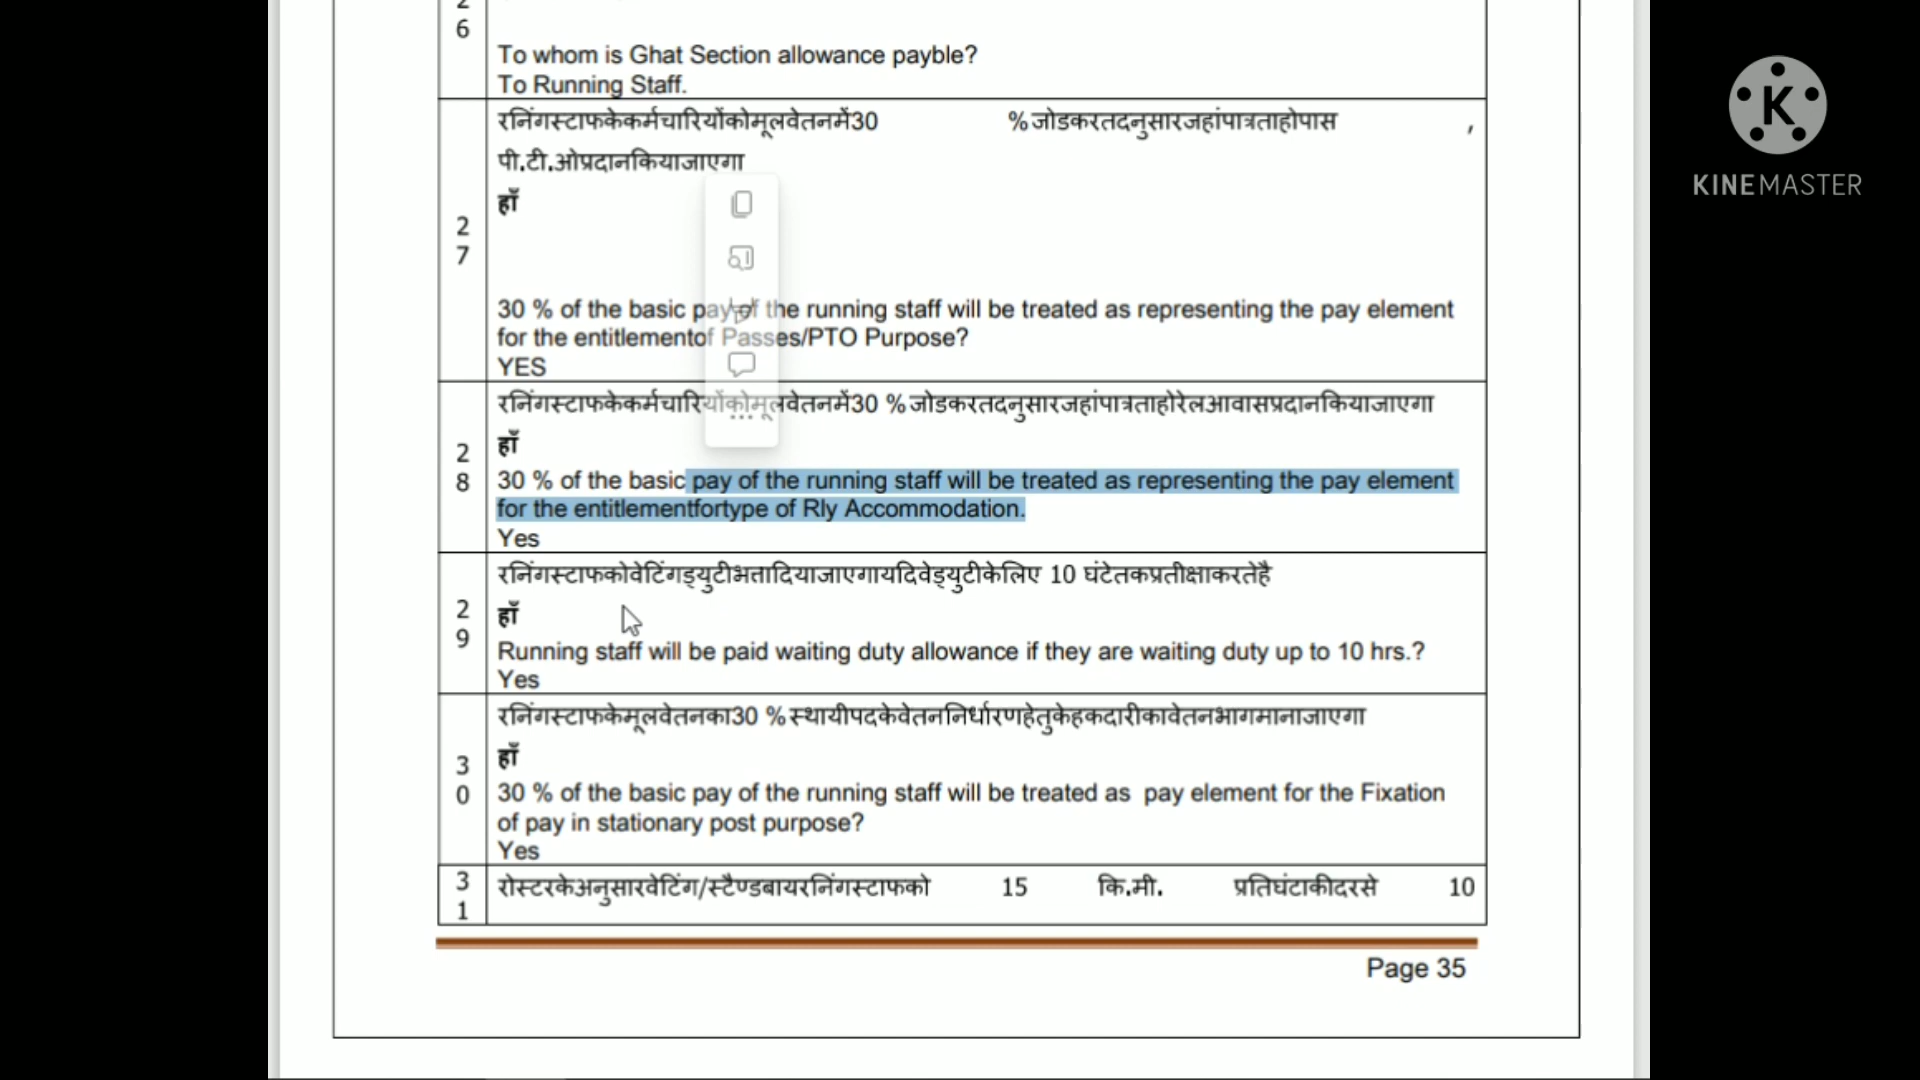 2
6
To whom is Ghat Section allowance payble?
To Running Staff.
रनिंगस्टाफकेकर्मचारियोंकोमूलवेतनमें30 %जोडकरतदनुसारजहांपात्रताहोपास ,
पी.टी.ओप्रदानकियाजाएगा
हाँ
2
7
30 % of the basic pay of the running staff will be treated as representing the pay element
for the entitlementof Passes/PTO Purpose?
YES
रनिंगस्टाफकेकर्मचारियोंकोमूलवेतनमें30 %जोडकरतदनुसारजहांपात्रताहोरेलआवासप्रदानकियाजाएगा
हाँ
2
8
30 % of the basic pay of the running staff will be treated as representing the pay element
for the entitlementfortype of Rly Accommodation.
Yes
रनिंगस्टाफकोवेटिंगड्युटीभत्तादियाजाएगायदिवेड्युटीकेलिए 10 घंटेतकप्रतीक्षाकरतेहै
हाँ
2
9
Running staff will be paid waiting duty allowance if they are waiting duty up to 10 hrs.?
Yes
रनिंगस्टाफकेमूलवेतनका30 %स्थायीपदकेवेतननिर्धारणहेतुकेहकदारीकावेतनभागमानाजाएगा
हाँ
3
0
30 % of the basic pay of the running staff will be treated as pay element for the Fixation
of pay in stationary post purpose?
Yes
3
1
रोस्टरकेअनुसारवेटिंग/स्टैण्डबायरनिंगस्टाफको 15 कि.मी. प्रतिघंटाकीदरसे 10
Page 35
K
KINEMASTER